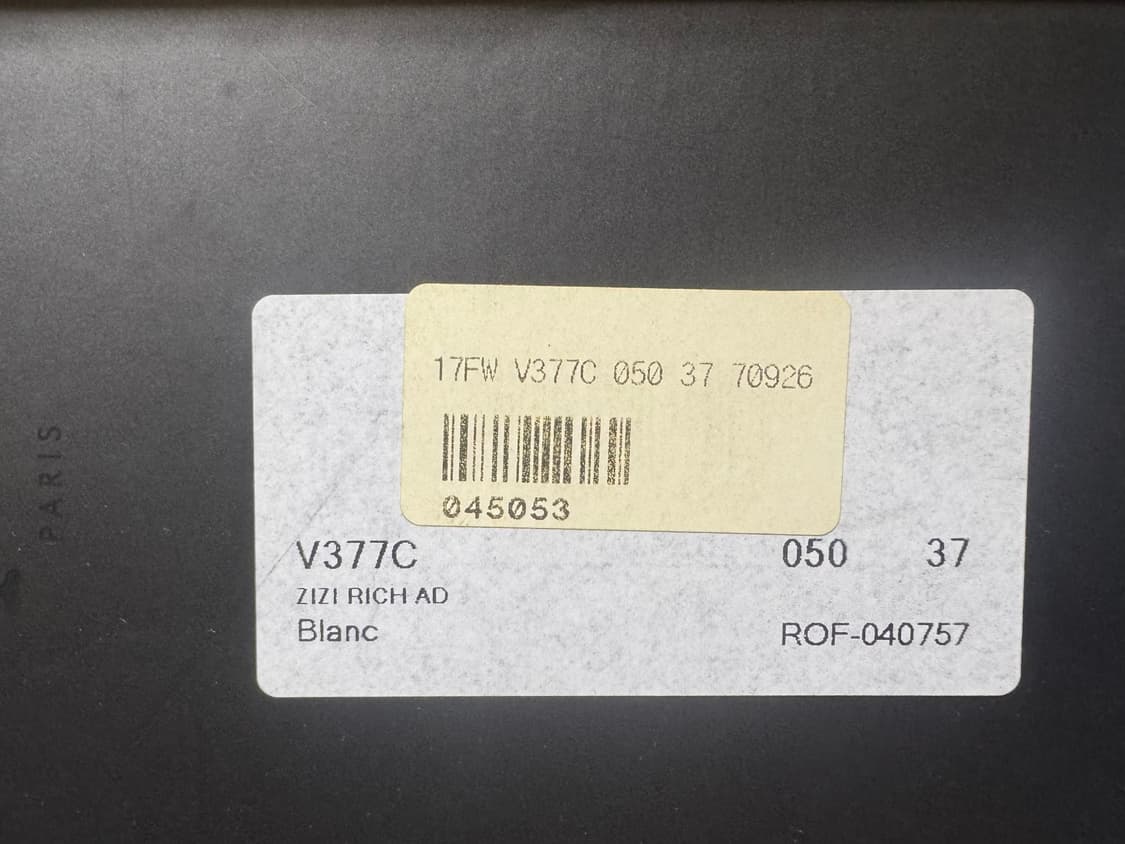 PARIS
17FW V377C 050 37 70926
045053
V377C 050 37
ZIZI RICH AD
Blanc ROF-040757